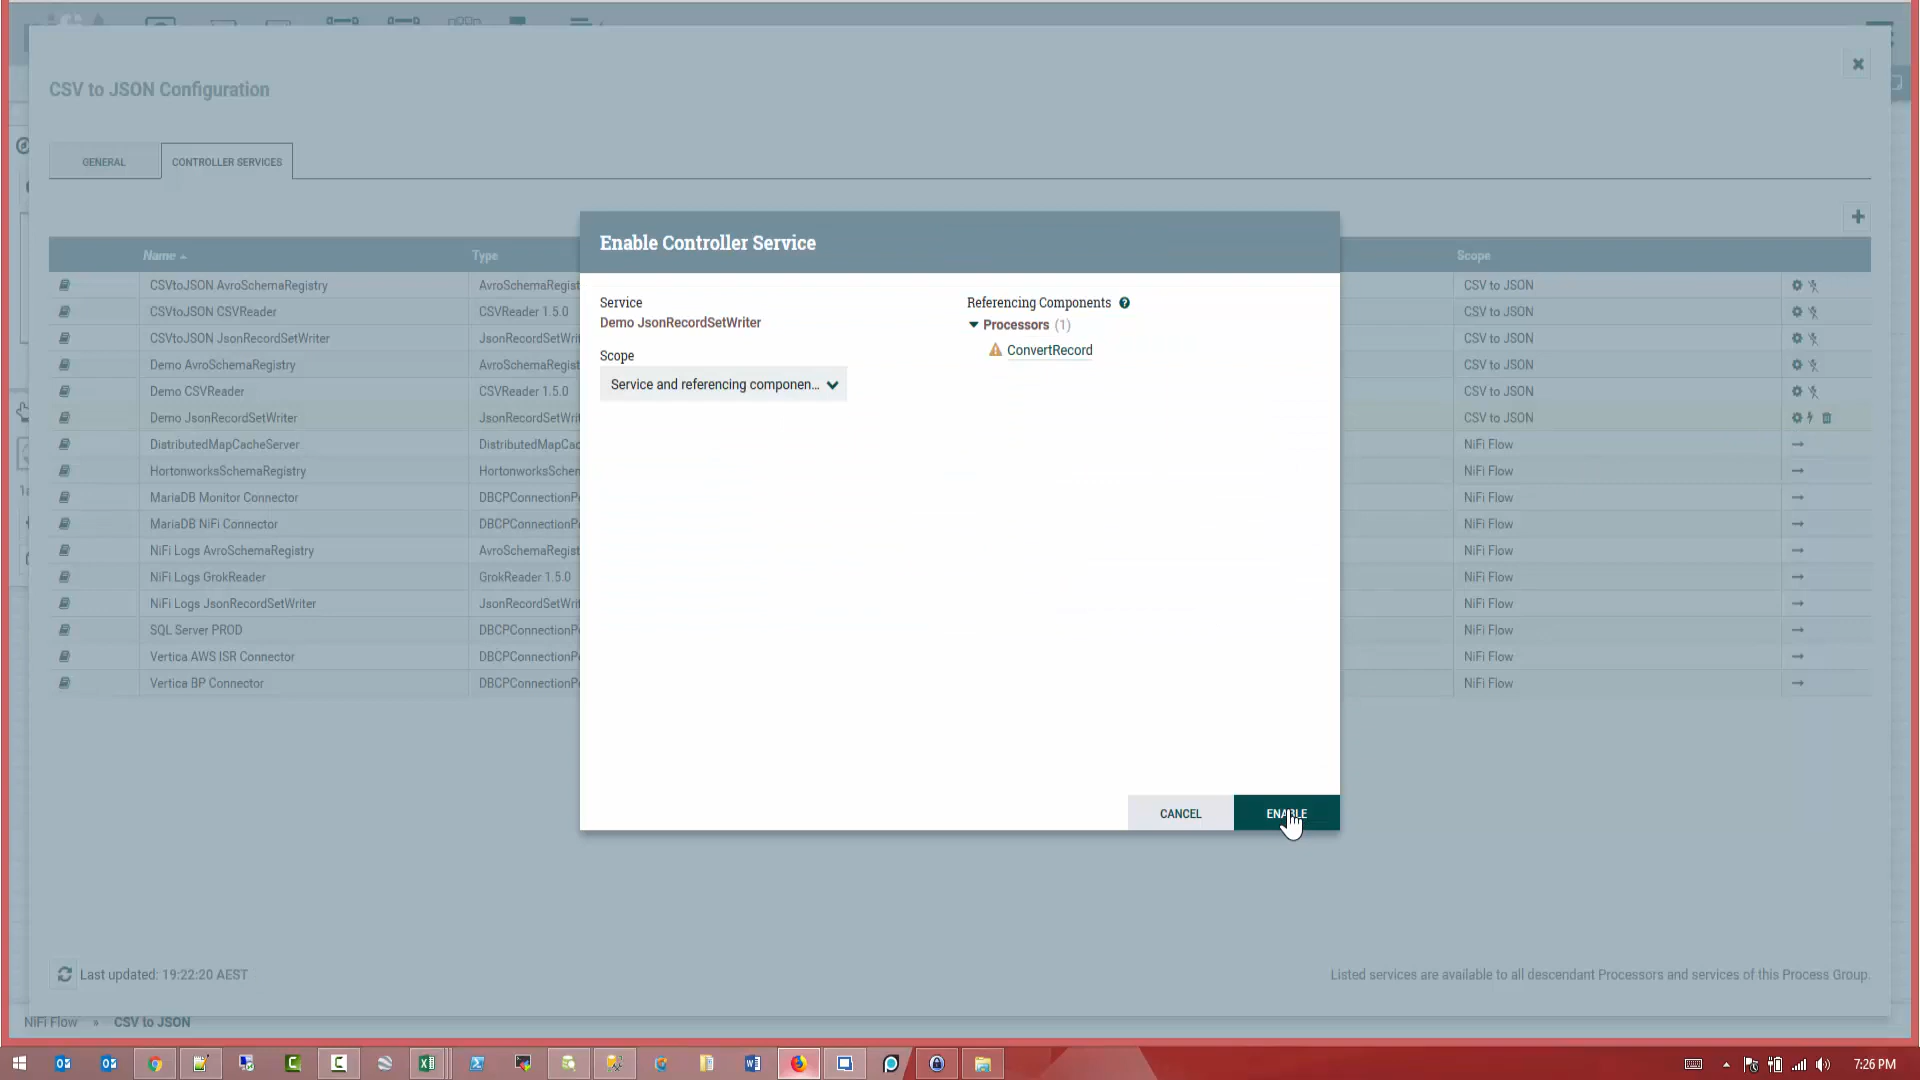 CSV to JSON Configuration
GENERAL
CONTROLLER SERVICES
Enable Controller Service
Name
Type
Scope
Service
Demo JsonRecordSetWriter
Scope
Service and referencing componen...
Referencing Components
Processors (1)
ConvertRecord
CANCEL
ENABLE
CSVtoJSON AvroSchemaRegistry AvroSchemaRegist CSV to JSON
CSVtoJSON CSVReader CSVReader 1.5.0 CSV to JSON
CSVtoJSON JsonRecordSetWriter JsonRecordSetWri CSV to JSON
Demo AvroSchemaRegistry AvroSchemaRegist CSV to JSON
Demo CSVReader CSVReader 1.5.0 CSV to JSON
Demo JsonRecordSetWriter JsonRecordSetWri CSV to JSON
DistributedMapCacheServer DistributedMapCac NiFi Flow
HortonworksSchemaRegistry HortonworksSchem NiFi Flow
MariaDB Monitor Connector DBCPConnectionPo NiFi Flow
MariaDB NiFi Connector DBCPConnectionPo NiFi Flow
NiFi Logs AvroSchemaRegistry AvroSchemaRegist NiFi Flow
NiFi Logs GrokReader GrokReader 1.5.0 NiFi Flow
NiFi Logs JsonRecordSetWriter JsonRecordSetWri NiFi Flow
SQL Server PROD DBCPConnectionPo NiFi Flow
Vertica AWS ISR Connector DBCPConnectionPo NiFi Flow
Vertica BP Connector DBCPConnectionPo NiFi Flow
Last updated: 19:22:20 AEST
Listed services are available to all descendant Processors and services of this Process Group.
NiFi Flow » CSV to JSON
7:26 PM